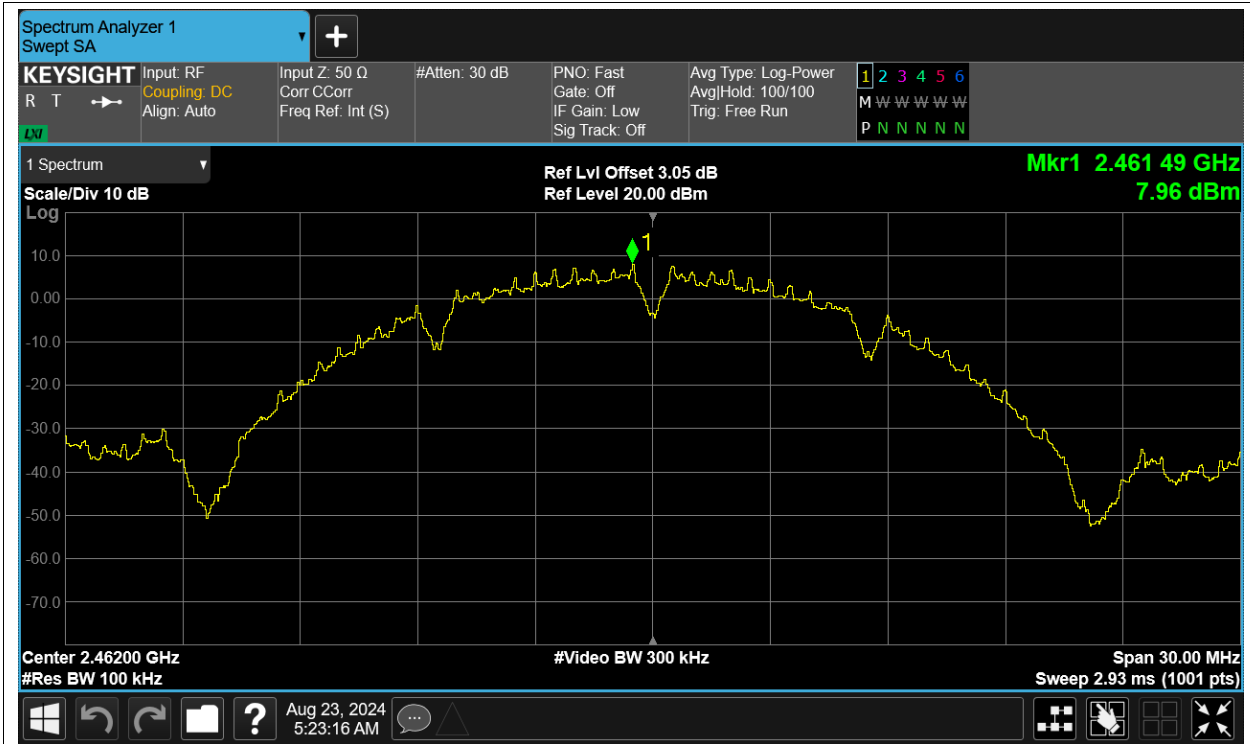 Spectrum Analyzer 1
Swept SA
KEYSIGHT
R T
LXI
Input: RF
Coupling: DC
Align: Auto
Input Z: 50 Ω
Corr CCorr
Freq Ref: Int (S)
#Atten: 30 dB
PNO: Fast
Gate: Off
IF Gain: Low
Sig Track: Off
Avg Type: Log-Power
Avg|Hold: 100/100
Trig: Free Run
1 2 3 4 5 6
M W W W W W
P N N N N N
1 Spectrum
Scale/Div 10 dB
Ref Lvl Offset 3.05 dB
Ref Level 20.00 dBm
Mkr1 2.461 49 GHz
7.96 dBm
Log
1
10.0
0.00
-10.0
-20.0
-30.0
-40.0
-50.0
-60.0
-70.0
Center 2.46200 GHz
#Video BW 300 kHz
Span 30.00 MHz
#Res BW 100 kHz
Sweep 2.93 ms (1001 pts)
?
Aug 23, 2024
5:23:16 AM